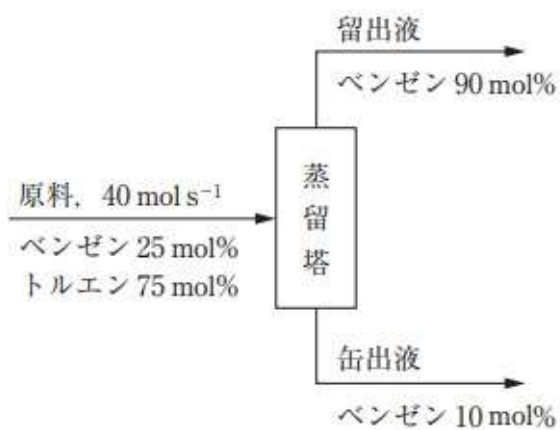 留出液
ベンゼン 90 mol%
原料，40 mol s⁻¹
ベンゼン 25 mol%
トルエン 75 mol%
蒸留塔
缶出液
ベンゼン 10 mol%